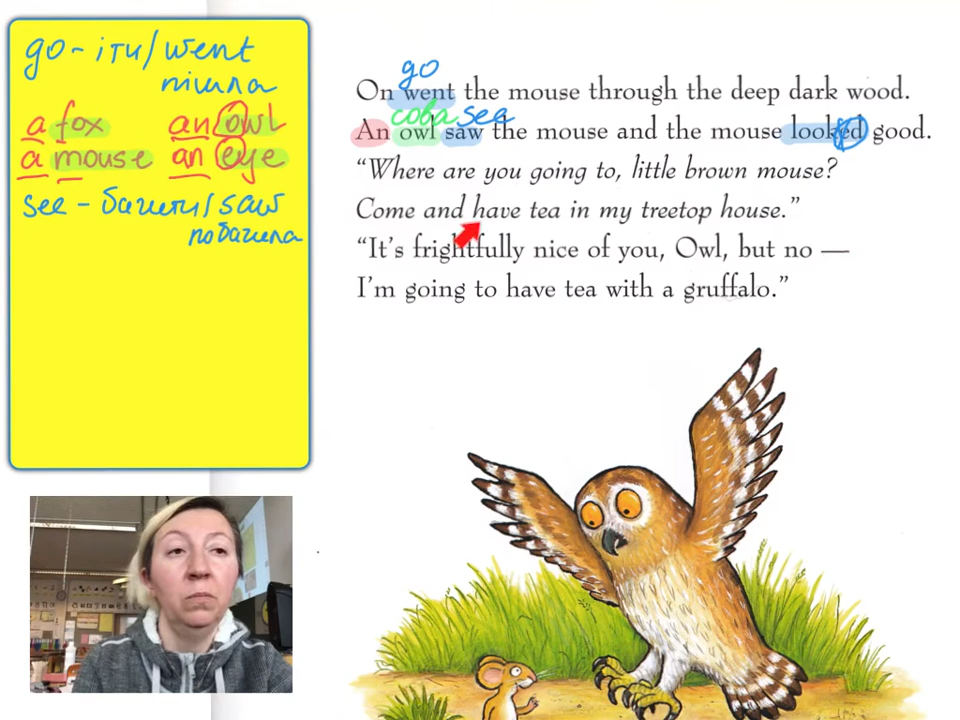 go - іти / went
пішла
a fox an owl
a mouse an eye
see - бачити / saw
побачила
go
On went the mouse through the deep dark wood.
сова see
An owl saw the mouse and the mouse looked good.
“Where are you going to, little brown mouse?
Come and have tea in my treetop house.”
“It’s frightfully nice of you, Owl, but no —
I’m going to have tea with a gruffalo.”